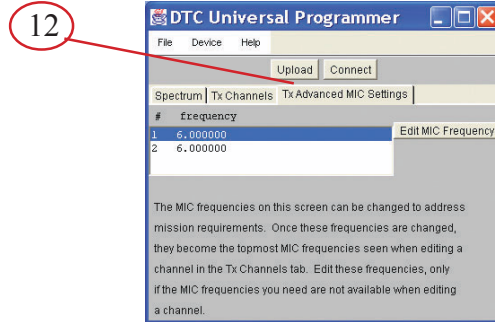 12
DTC Universal Programmer
File Device Help
Upload Connect
Spectrum Tx Channels Tx Advanced MIC Settings
# frequency
1 6.000000
Edit MIC Frequency
2 6.000000
The MIC frequencies on this screen can be changed to address
mission requirements. Once these frequencies are changed,
they become the topmost MIC frequencies seen when editing a
channel in the Tx Channels tab. Edit these frequencies, only
if the MIC frequencies you need are not available when editing
a channel.